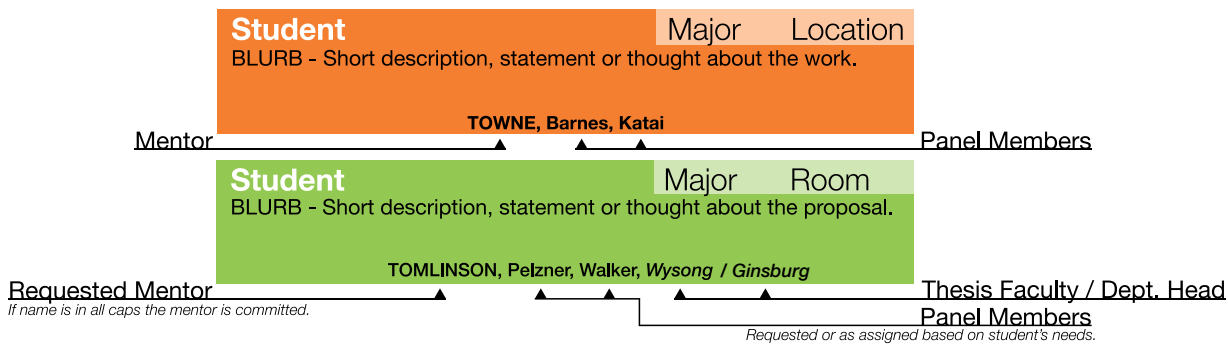 Student Major Location
BLURB - Short description, statement or thought about the work.
TOWNE, Barnes, Katai
Mentor Panel Members
Student Major Room
BLURB - Short description, statement or thought about the proposal.
TOMLINSON, Pelzner, Walker, Wysong / Ginsburg
Requested Mentor Thesis Faculty / Dept. Head
If name is in all caps the mentor is committed.
Panel Members
Requested or as assigned based on student's needs.